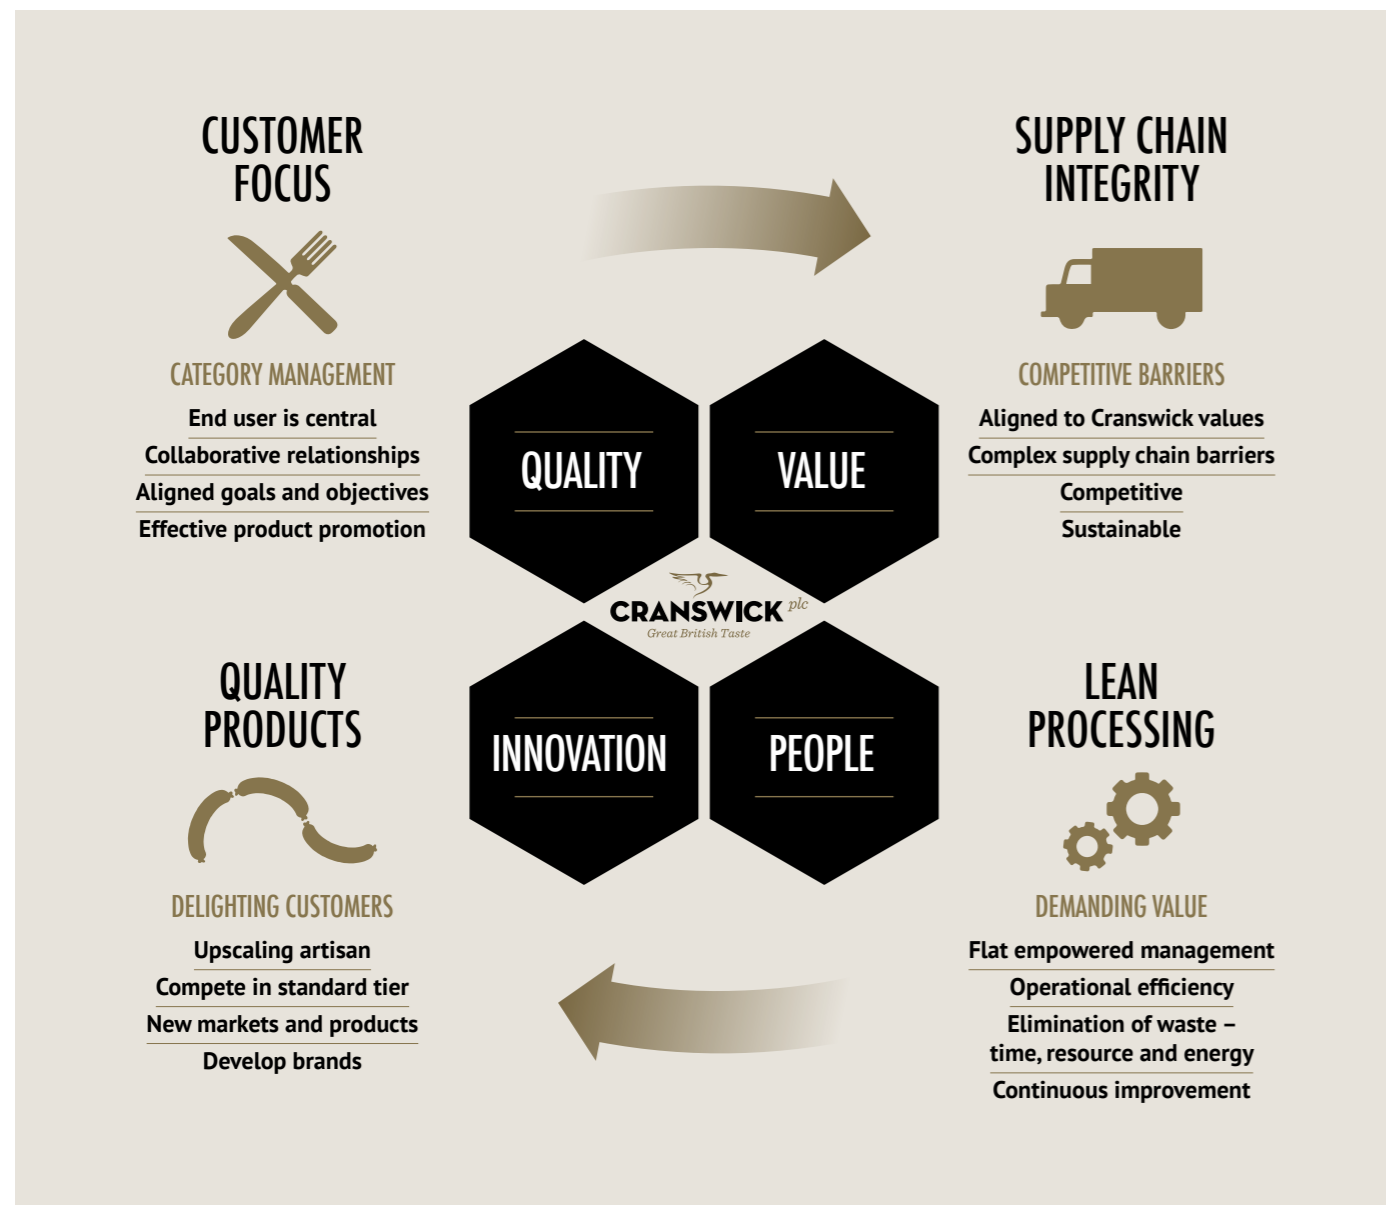 CUSTOMER
FOCUS
CATEGORY MANAGEMENT
End user is central
Collaborative relationships
Aligned goals and objectives
Effective product promotion
SUPPLY CHAIN
INTEGRITY
COMPETITIVE BARRIERS
Aligned to Cranswick values
Complex supply chain barriers
Competitive
Sustainable
QUALITY
VALUE
CRANSWICK plc
Great British Taste
INNOVATION
PEOPLE
QUALITY
PRODUCTS
DELIGHTING CUSTOMERS
Upscaling artisan
Compete in standard tier
New markets and products
Develop brands
LEAN
PROCESSING
DEMANDING VALUE
Flat empowered management
Operational efficiency
Elimination of waste –
time, resource and energy
Continuous improvement